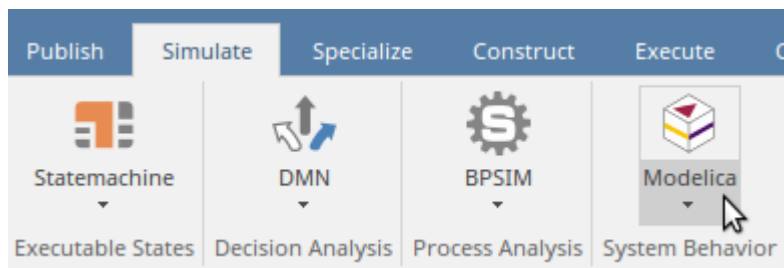 Publish Simulate Specialize Construct Execute
Statemachine DMN BPSIM Modelica
Executable States Decision Analysis Process Analysis System Behavior